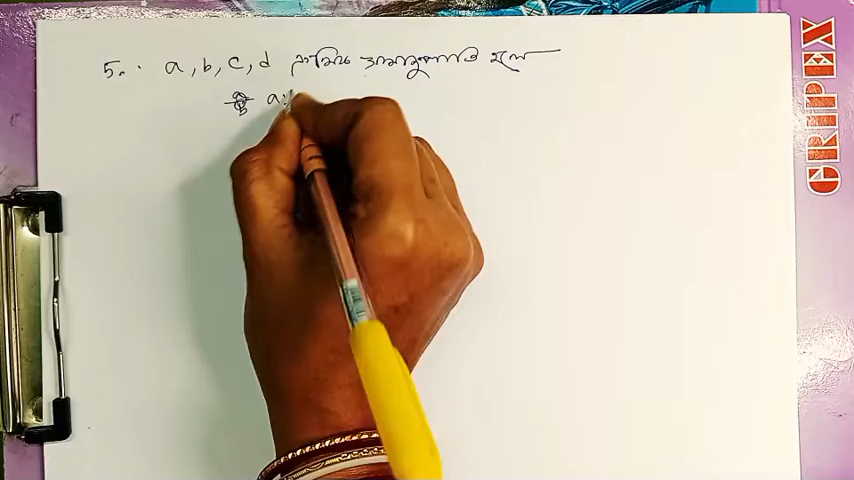 5. a, b, c, d ক্রমিক সমানুপাতি হলে
a:
GRIPEX